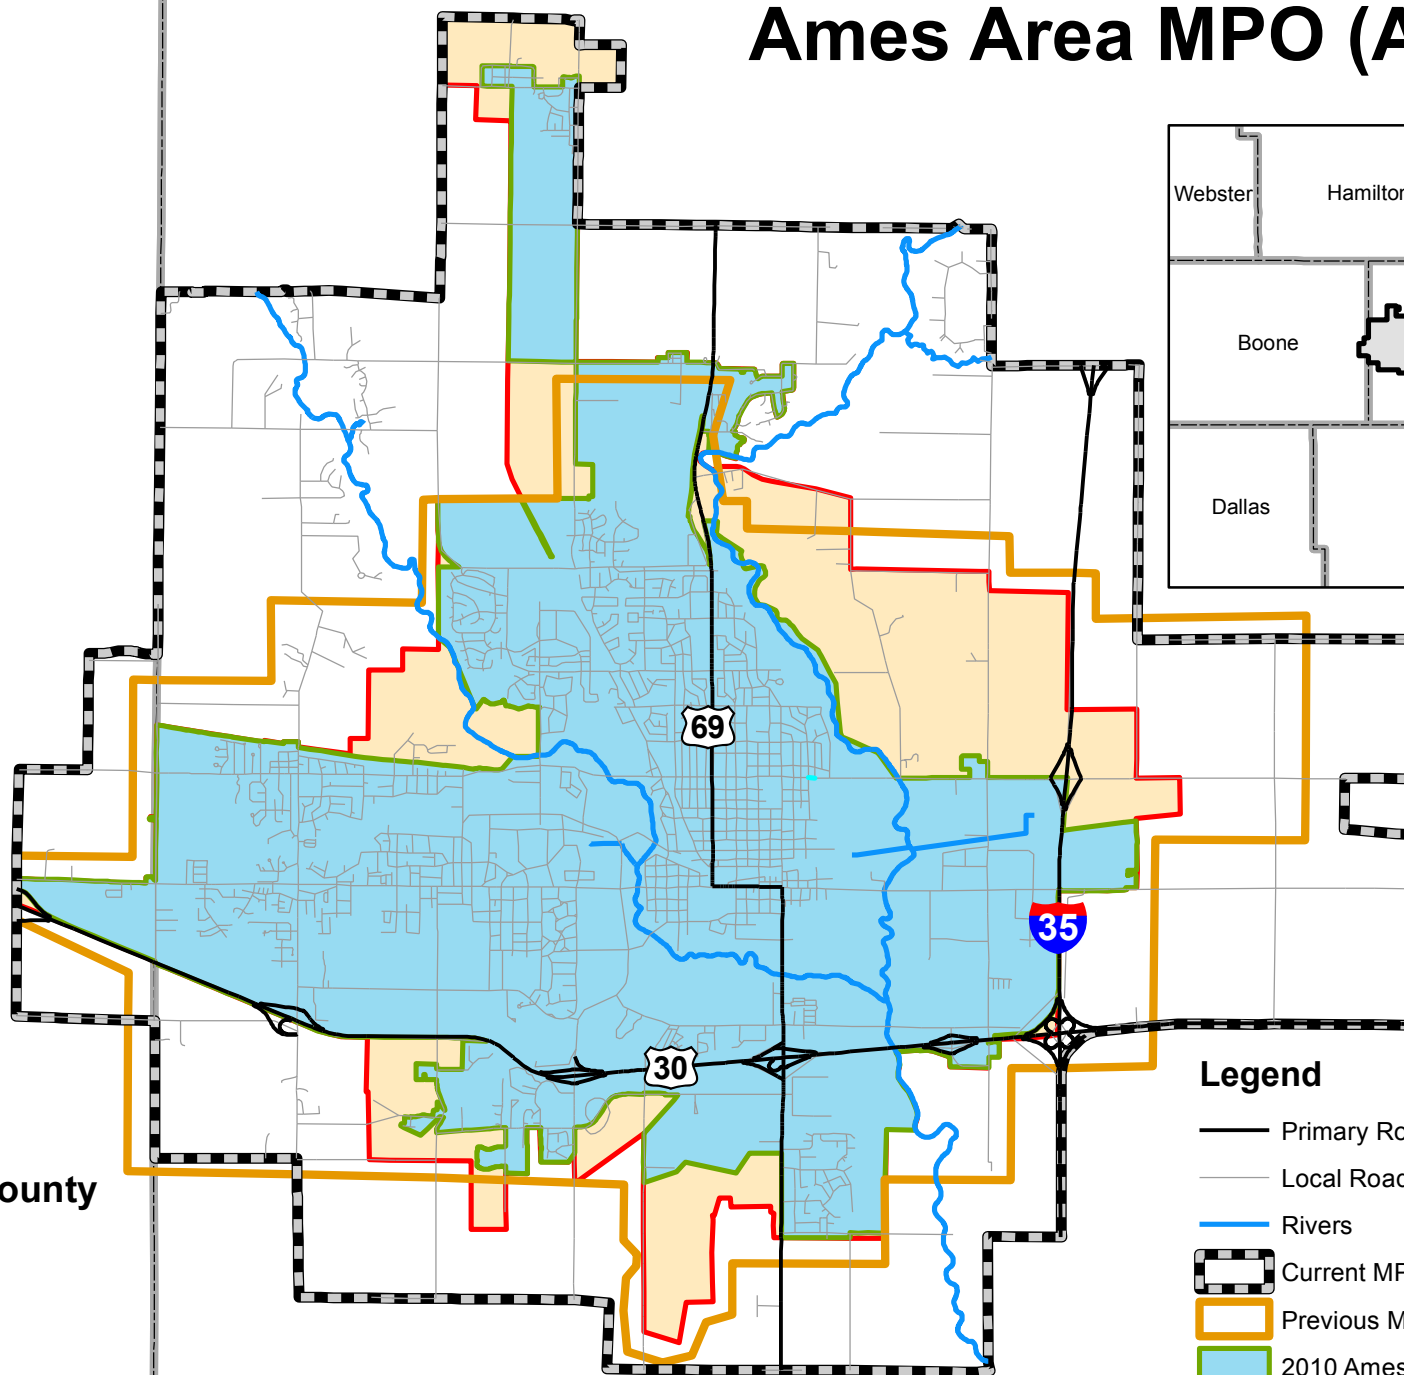 Ames Area MPO (A
Webster
Hamilton
Boone
Dallas
69
35
30
ounty
Legend
Primary Ro
Local Road
Rivers
Current MP
Previous M
2010 Ames